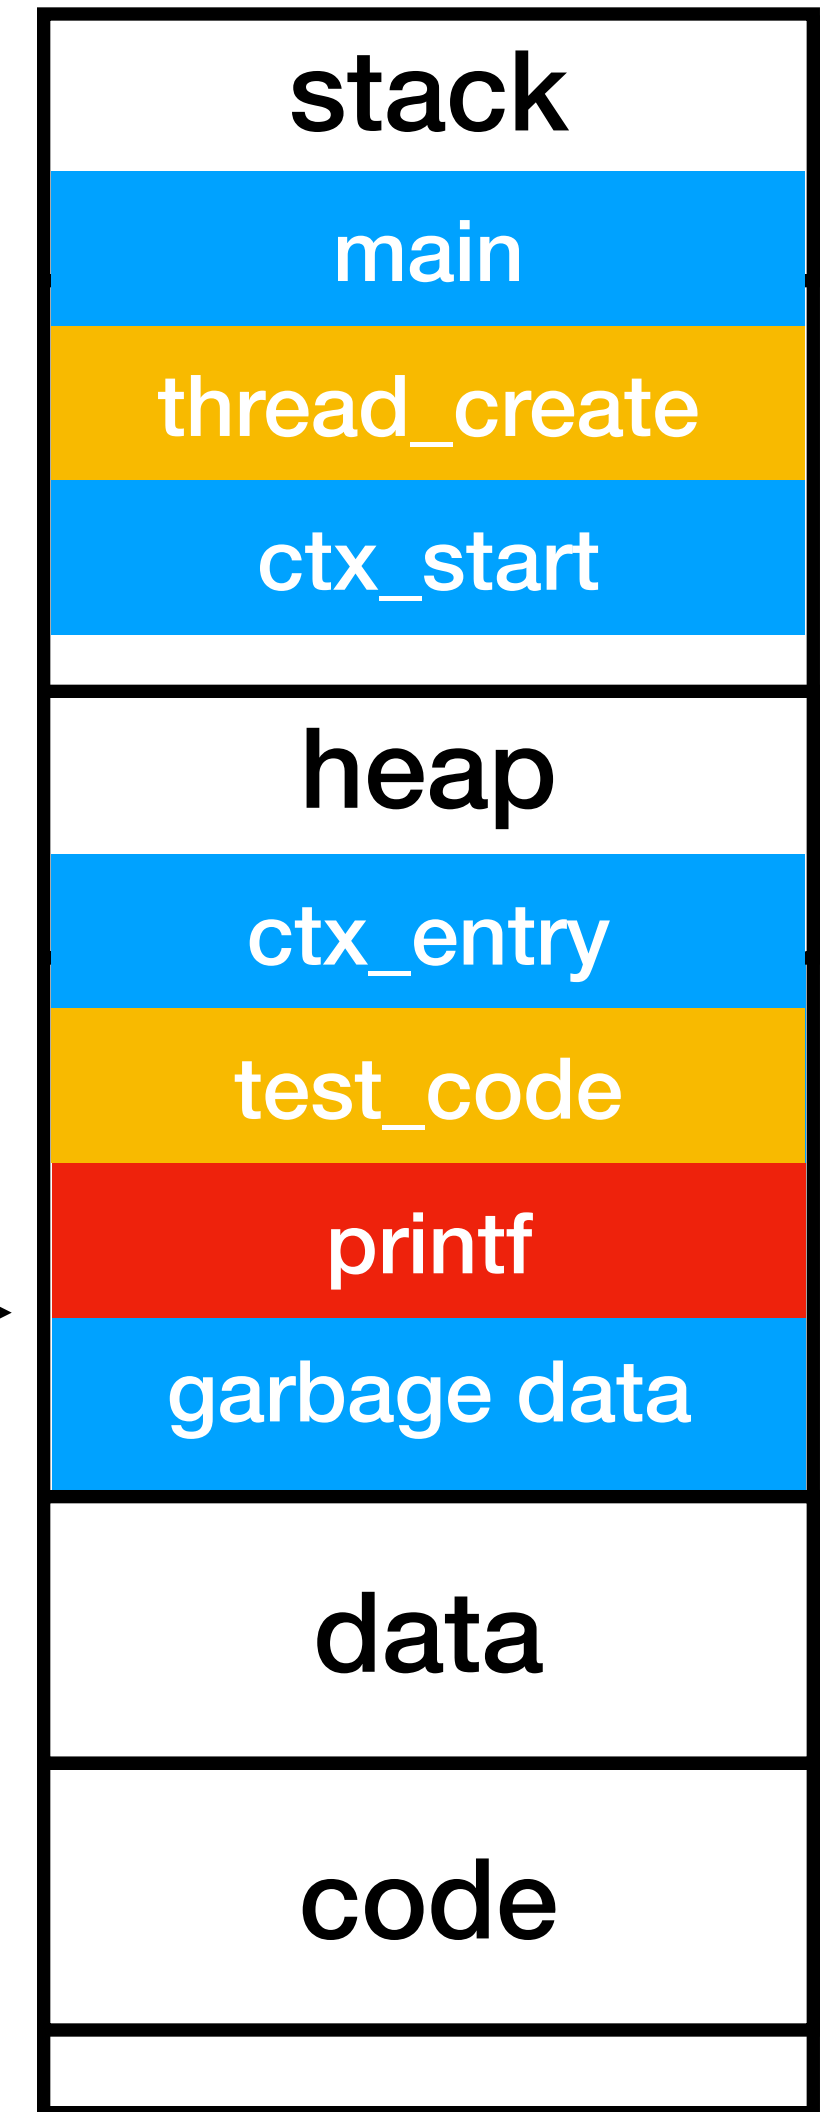 stack
main
thread_create
ctx_start
heap
ctx_entry
test_code
printf
garbage data
data
code